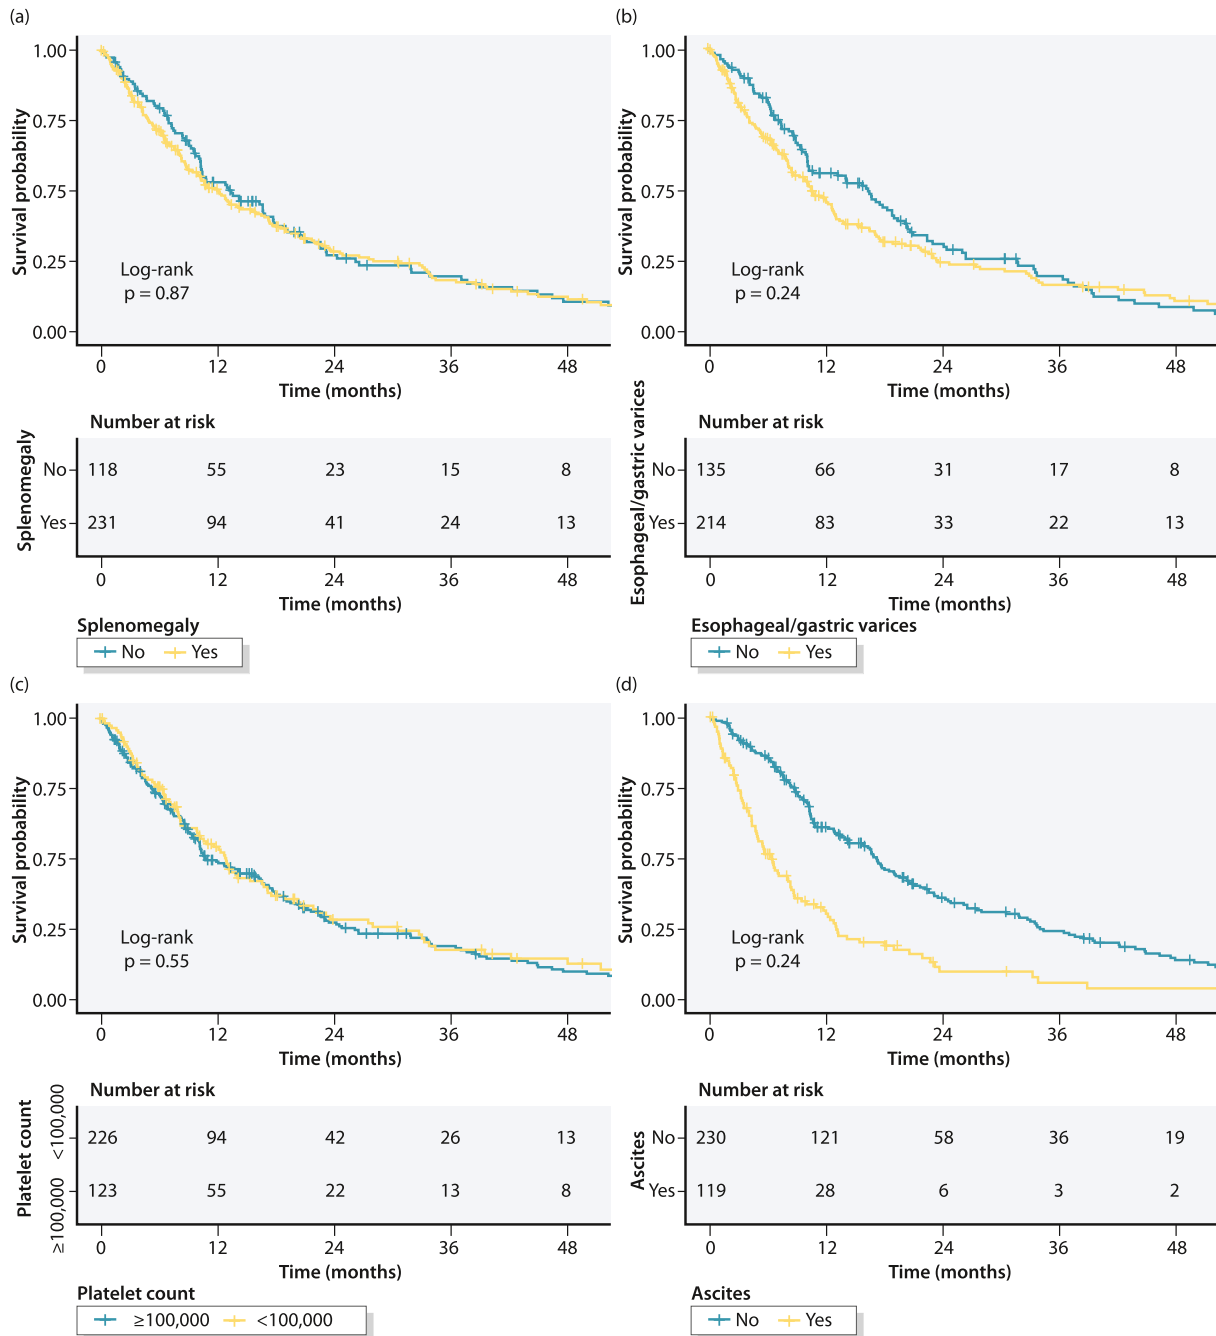 (a)
Survival probability
1.00
0.75
0.75
0.25
0.00
Log-rank
p = 0.87
0 12 24 36 48
Time (months)
Number at risk
Splenomegaly
No 118 55 23 15 8
Yes 231 94 41 24 13
0 12 24 36 48
Time (months)
Splenomegaly
No Yes
(b)
Survival probability
1.00
0.75
0.75
0.25
0.00
Log-rank
p = 0.24
0 12 24 36 48
Time (months)
Number at risk
Esophageal/gastric varices
No 135 66 31 17 8
Yes 214 83 33 22 13
0 12 24 36 48
Time (months)
Esophageal/gastric varices
No Yes
(c)
Survival probability
1.00
0.75
0.75
0.25
0.00
Log-rank
p = 0.55
0 12 24 36 48
Time (months)
Number at risk
Platelet count
<100,000 226 94 42 26 13
≥100,000 123 55 22 13 8
0 12 24 36 48
Time (months)
Platelet count
≥100,000 <100,000
(d)
Survival probability
1.00
0.75
0.75
0.25
0.00
Log-rank
p = 0.24
0 12 24 36 48
Time (months)
Number at risk
Ascites
No 230 121 58 36 19
Yes 119 28 6 3 2
0 12 24 36 48
Time (months)
Ascites
No Yes